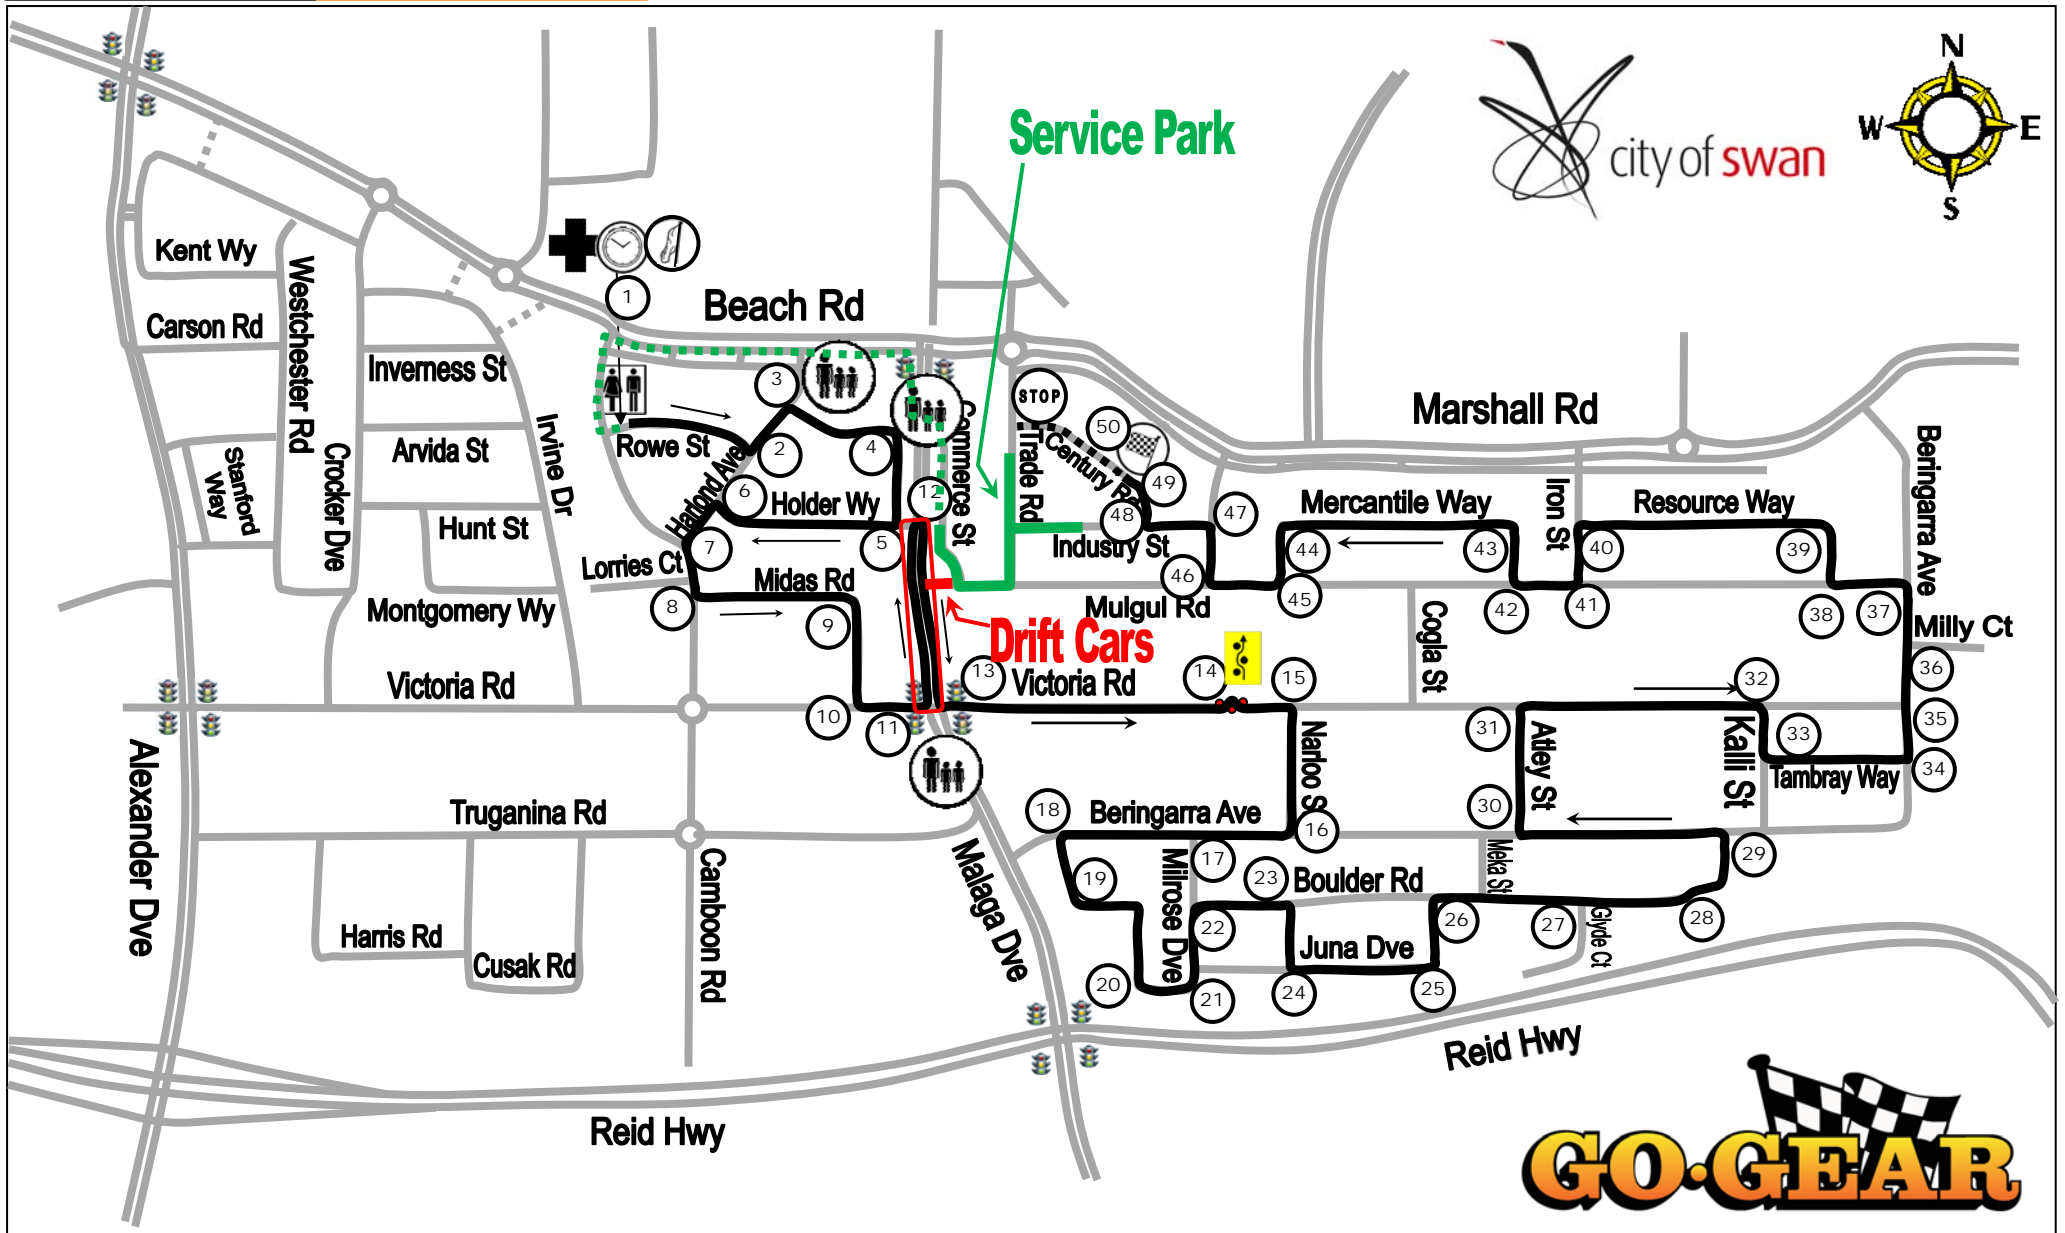 N
W
E
S
city of swan
Service Park
Kent Wy
1
Beach Rd
Carson Rd
Westchester Rd
Inverness St
3
STOP
Marshall Rd
Rowe St
2
4
Commerce St
Trade Rd
Century Rd
50
49
Arvida St
Irvine Dr
Stanford
Way
Crocker Dve
Harlond Ave
6
Holder Wy
12
48
47
Mercantile Way
Iron St
Resource Way
Beringarra Ave
Hunt St
7
5
Industry St
44
43
40
39
Lorries Ct
Midas Rd
46
45
42
41
38
37
Montgomery Wy
8
9
Mulgul Rd
Cogla St
Milly Ct
Drift Cars
13
Victoria Rd
14
15
32
36
Victoria Rd
10
11
31
33
35
Narloo St
Atley St
Kalli St
Tambray Way
34
Alexander Dve
Truganina Rd
18
Beringarra Ave
16
30
29
Camboon Rd
Malaga Dve
19
Milrose Dve
17
23
Boulder Rd
Meka St
26
27
28
Glyde Ct
22
Juna Dve
Harris Rd
Cusak Rd
20
21
24
25
Reid Hwy
Reid Hwy
GO·GEAR